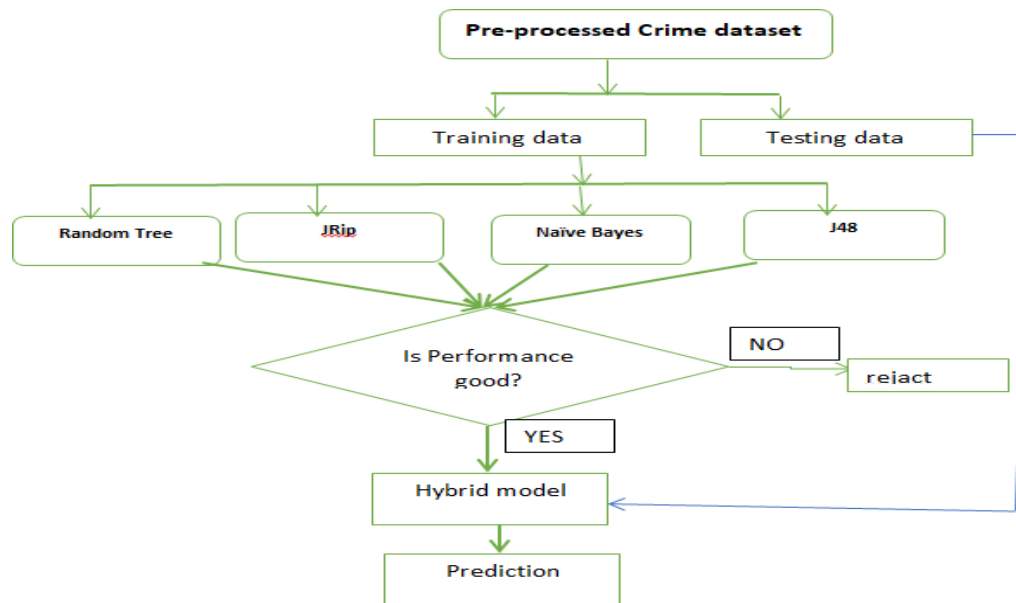 Pre-processed Crime dataset
Training data
Testing data
Random Tree
JRip
Naïve Bayes
J48
Is Performance
good?
NO
rejact
YES
Hybrid model
Prediction